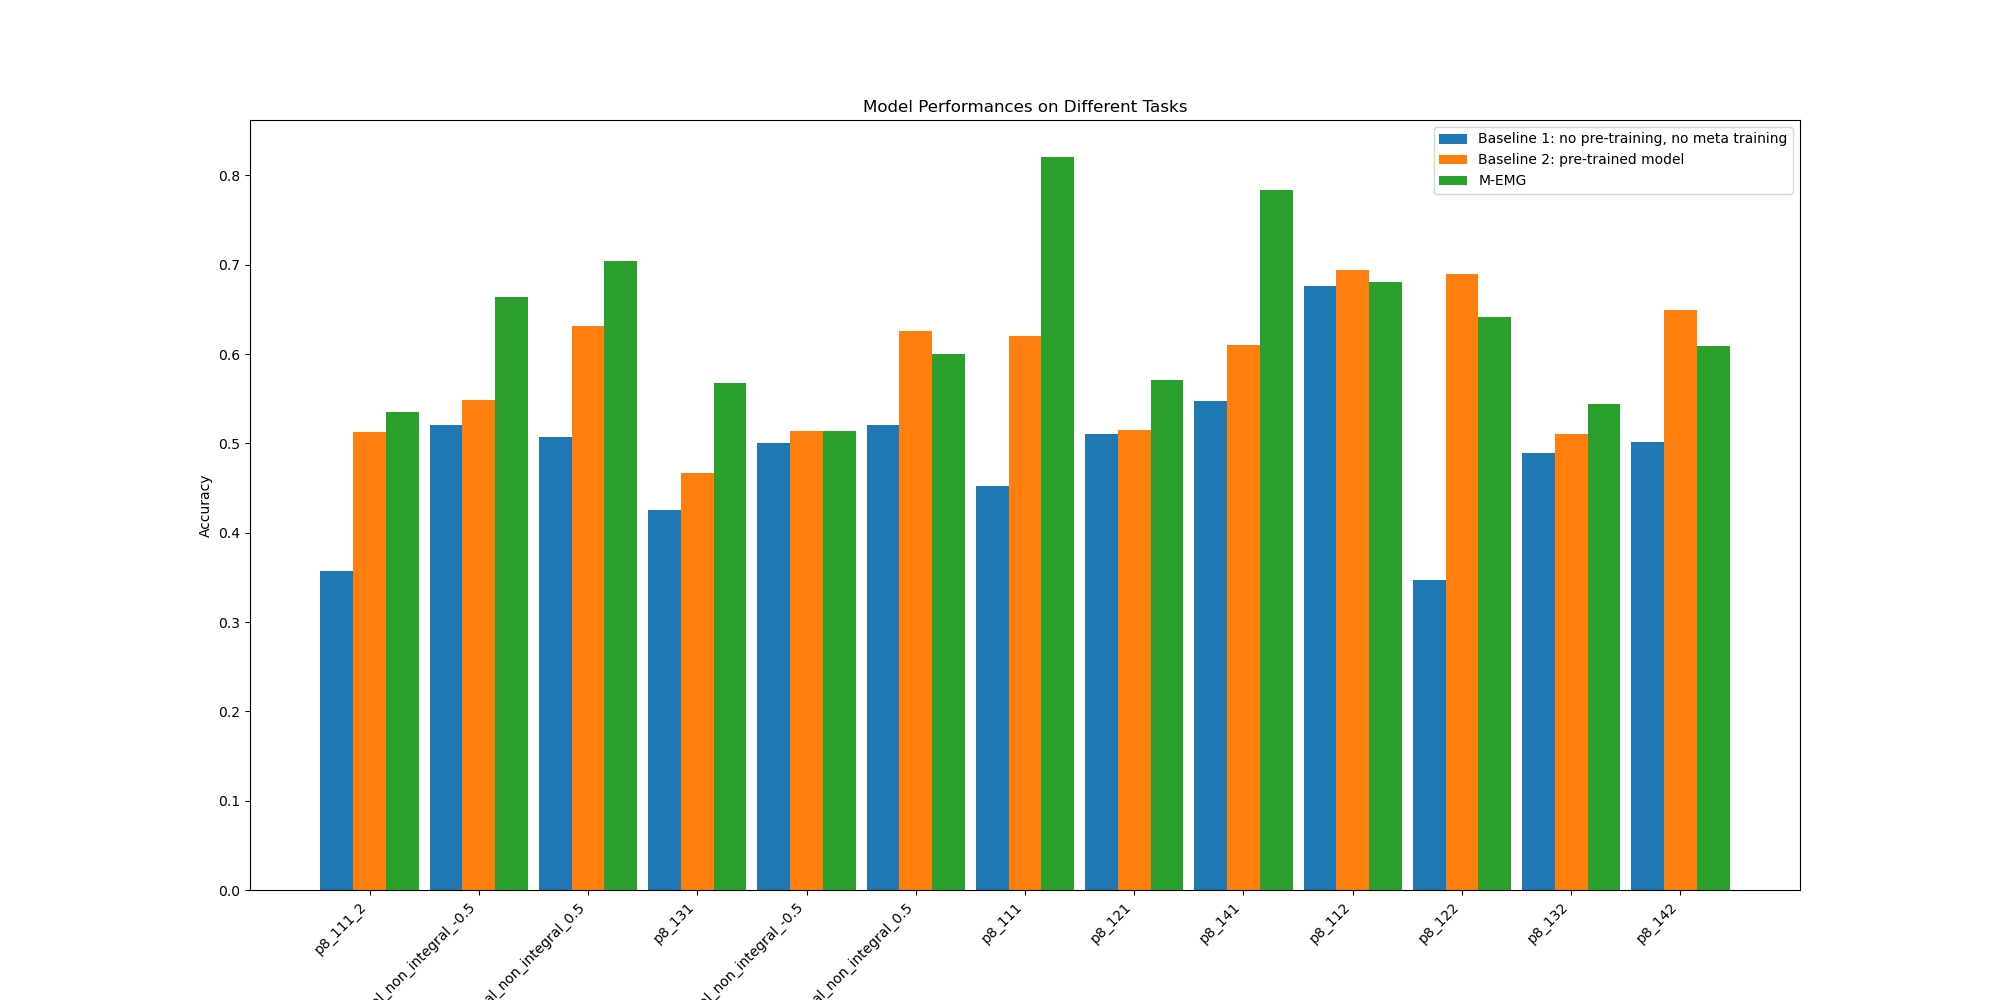 Model Performances on Different Tasks
Baseline 1: no pre-training, no meta training
Baseline 2: pre-trained model
M-EMG
Accuracy
0.8
0.7
0.6
0.5
0.4
0.3
0.2
0.1
0.0
p8_111_2
al_non_integral_-0.5
al_non_integral_0.5
p8_131
al_non_integral_-0.5
al_non_integral_0.5
p8_111
p8_121
p8_141
p8_112
p8_122
p8_132
p8_142